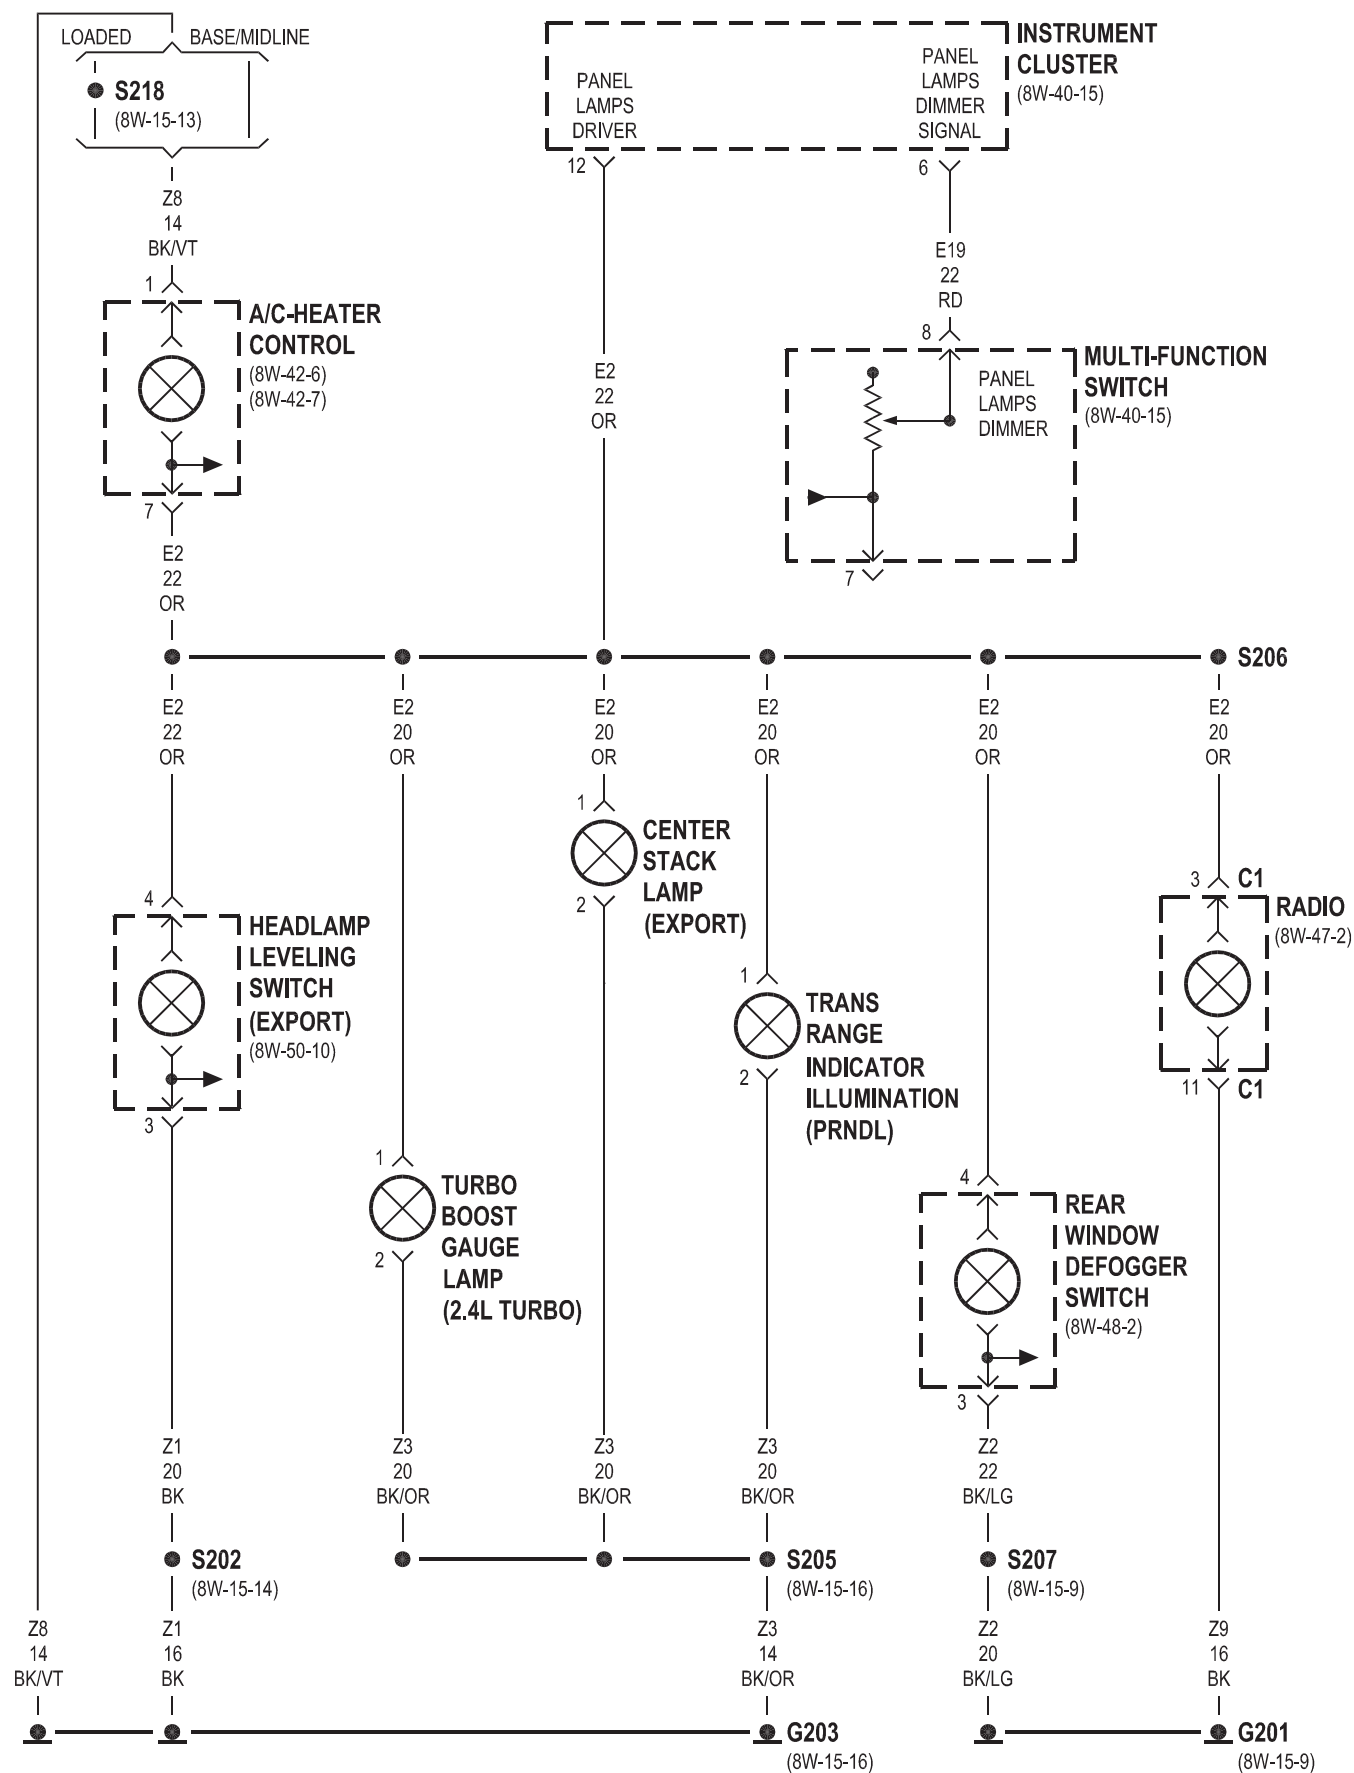 LOADED
BASE/MIDLINE
S218
(8W-15-13)
Z8
14
BK/VT
1
A/C-HEATER
CONTROL
(8W-42-6)
(8W-42-7)
7
E2
22
OR
INSTRUMENT
CLUSTER
(8W-40-15)
PANEL
LAMPS
DRIVER
12
PANEL
LAMPS
DIMMER
SIGNAL
6
E2
22
OR
E19
22
RD
8
MULTI-FUNCTION
SWITCH
(8W-40-15)
PANEL
LAMPS
DIMMER
7
S206
E2
22
OR
E2
20
OR
E2
20
OR
E2
20
OR
E2
20
OR
E2
20
OR
4
HEADLAMP
LEVELING
SWITCH
(EXPORT)
(8W-50-10)
3
1
TURBO
BOOST
GAUGE
LAMP
(2.4L TURBO)
2
1
CENTER
STACK
LAMP
(EXPORT)
2
1
TRANS
RANGE
INDICATOR
ILLUMINATION
(PRNDL)
2
4
REAR
WINDOW
DEFOGGER
SWITCH
(8W-48-2)
3
3 C1
RADIO
(8W-47-2)
11 C1
Z1
20
BK
Z3
20
BK/OR
Z3
20
BK/OR
Z3
20
BK/OR
Z2
22
BK/LG
S202
(8W-15-14)
S205
(8W-15-16)
S207
(8W-15-9)
Z8
14
BK/VT
Z1
16
BK
Z3
14
BK/OR
Z2
20
BK/LG
Z9
16
BK
G203
(8W-15-16)
G201
(8W-15-9)